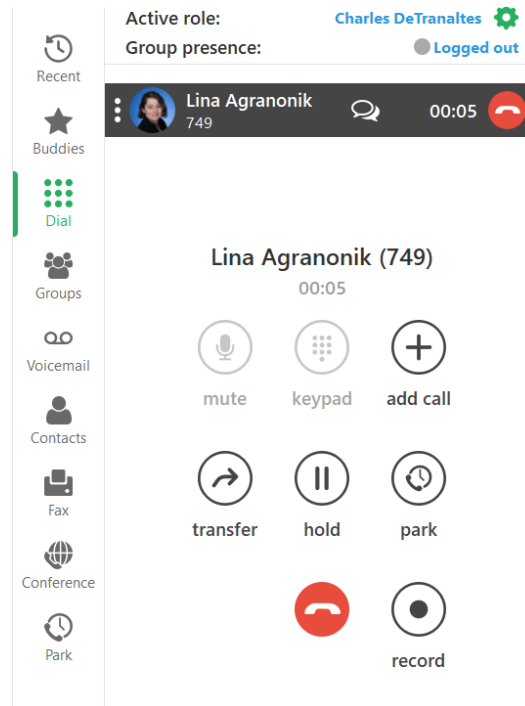 Active role: Charles DeTranaltes
Group presence: Logged out
Recent
Buddies
Dial
Groups
Voicemail
Contacts
Fax
Conference
Park
Lina Agranonik
749
00:05
Lina Agranonik (749)
00:05
mute keypad add call
transfer hold park
record